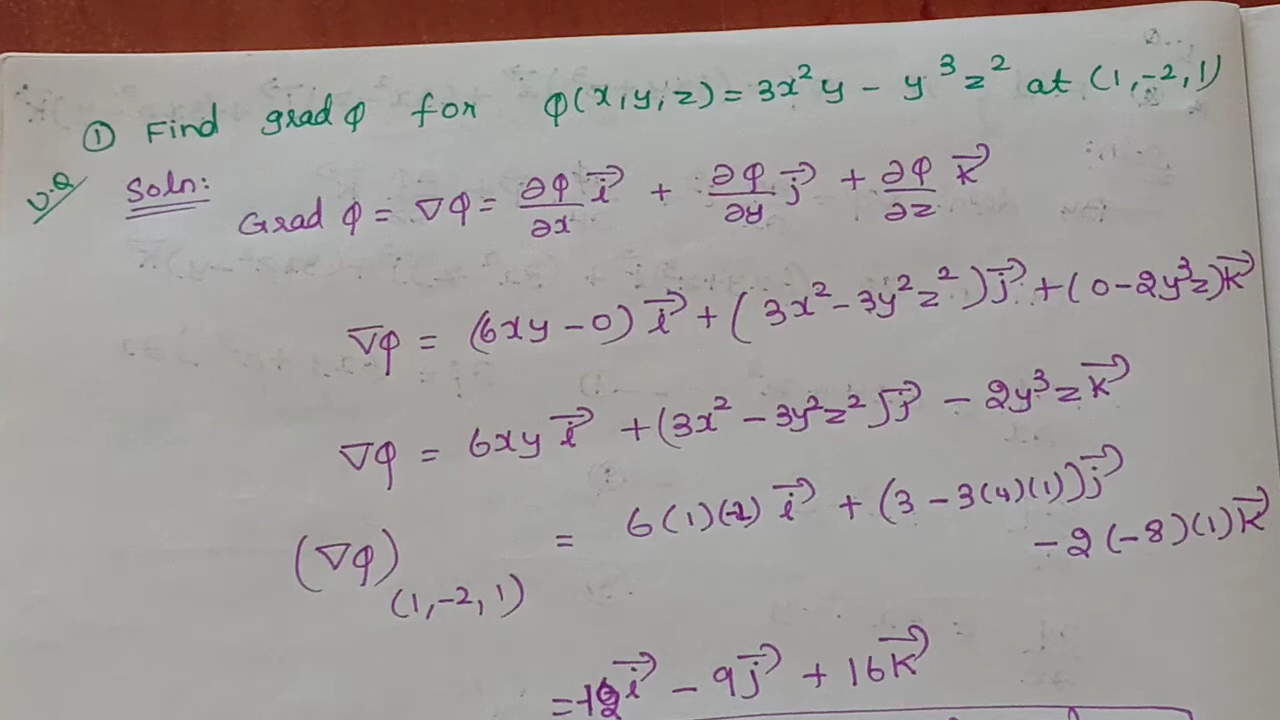 ① Find grad φ for φ(x,y,z) = 3x²y - y³z² at (1,-2,1)
U.Q Soln:
Grad φ = ∇φ = ∂φ/∂x i⃗ + ∂φ/∂y j⃗ + ∂φ/∂z k⃗
∇φ = (6xy - 0) i⃗ + (3x² - 3y²z²) j⃗ + (0 - 2y³z) k⃗
∇φ = 6xy i⃗ + (3x² - 3y²z²) j⃗ - 2y³z k⃗
(∇φ)(1,-2,1) = 6(1)(-2) i⃗ + (3 - 3(4)(1)) j⃗
- 2(-8)(1) k⃗
= -12 i⃗ - 9 j⃗ + 16 k⃗